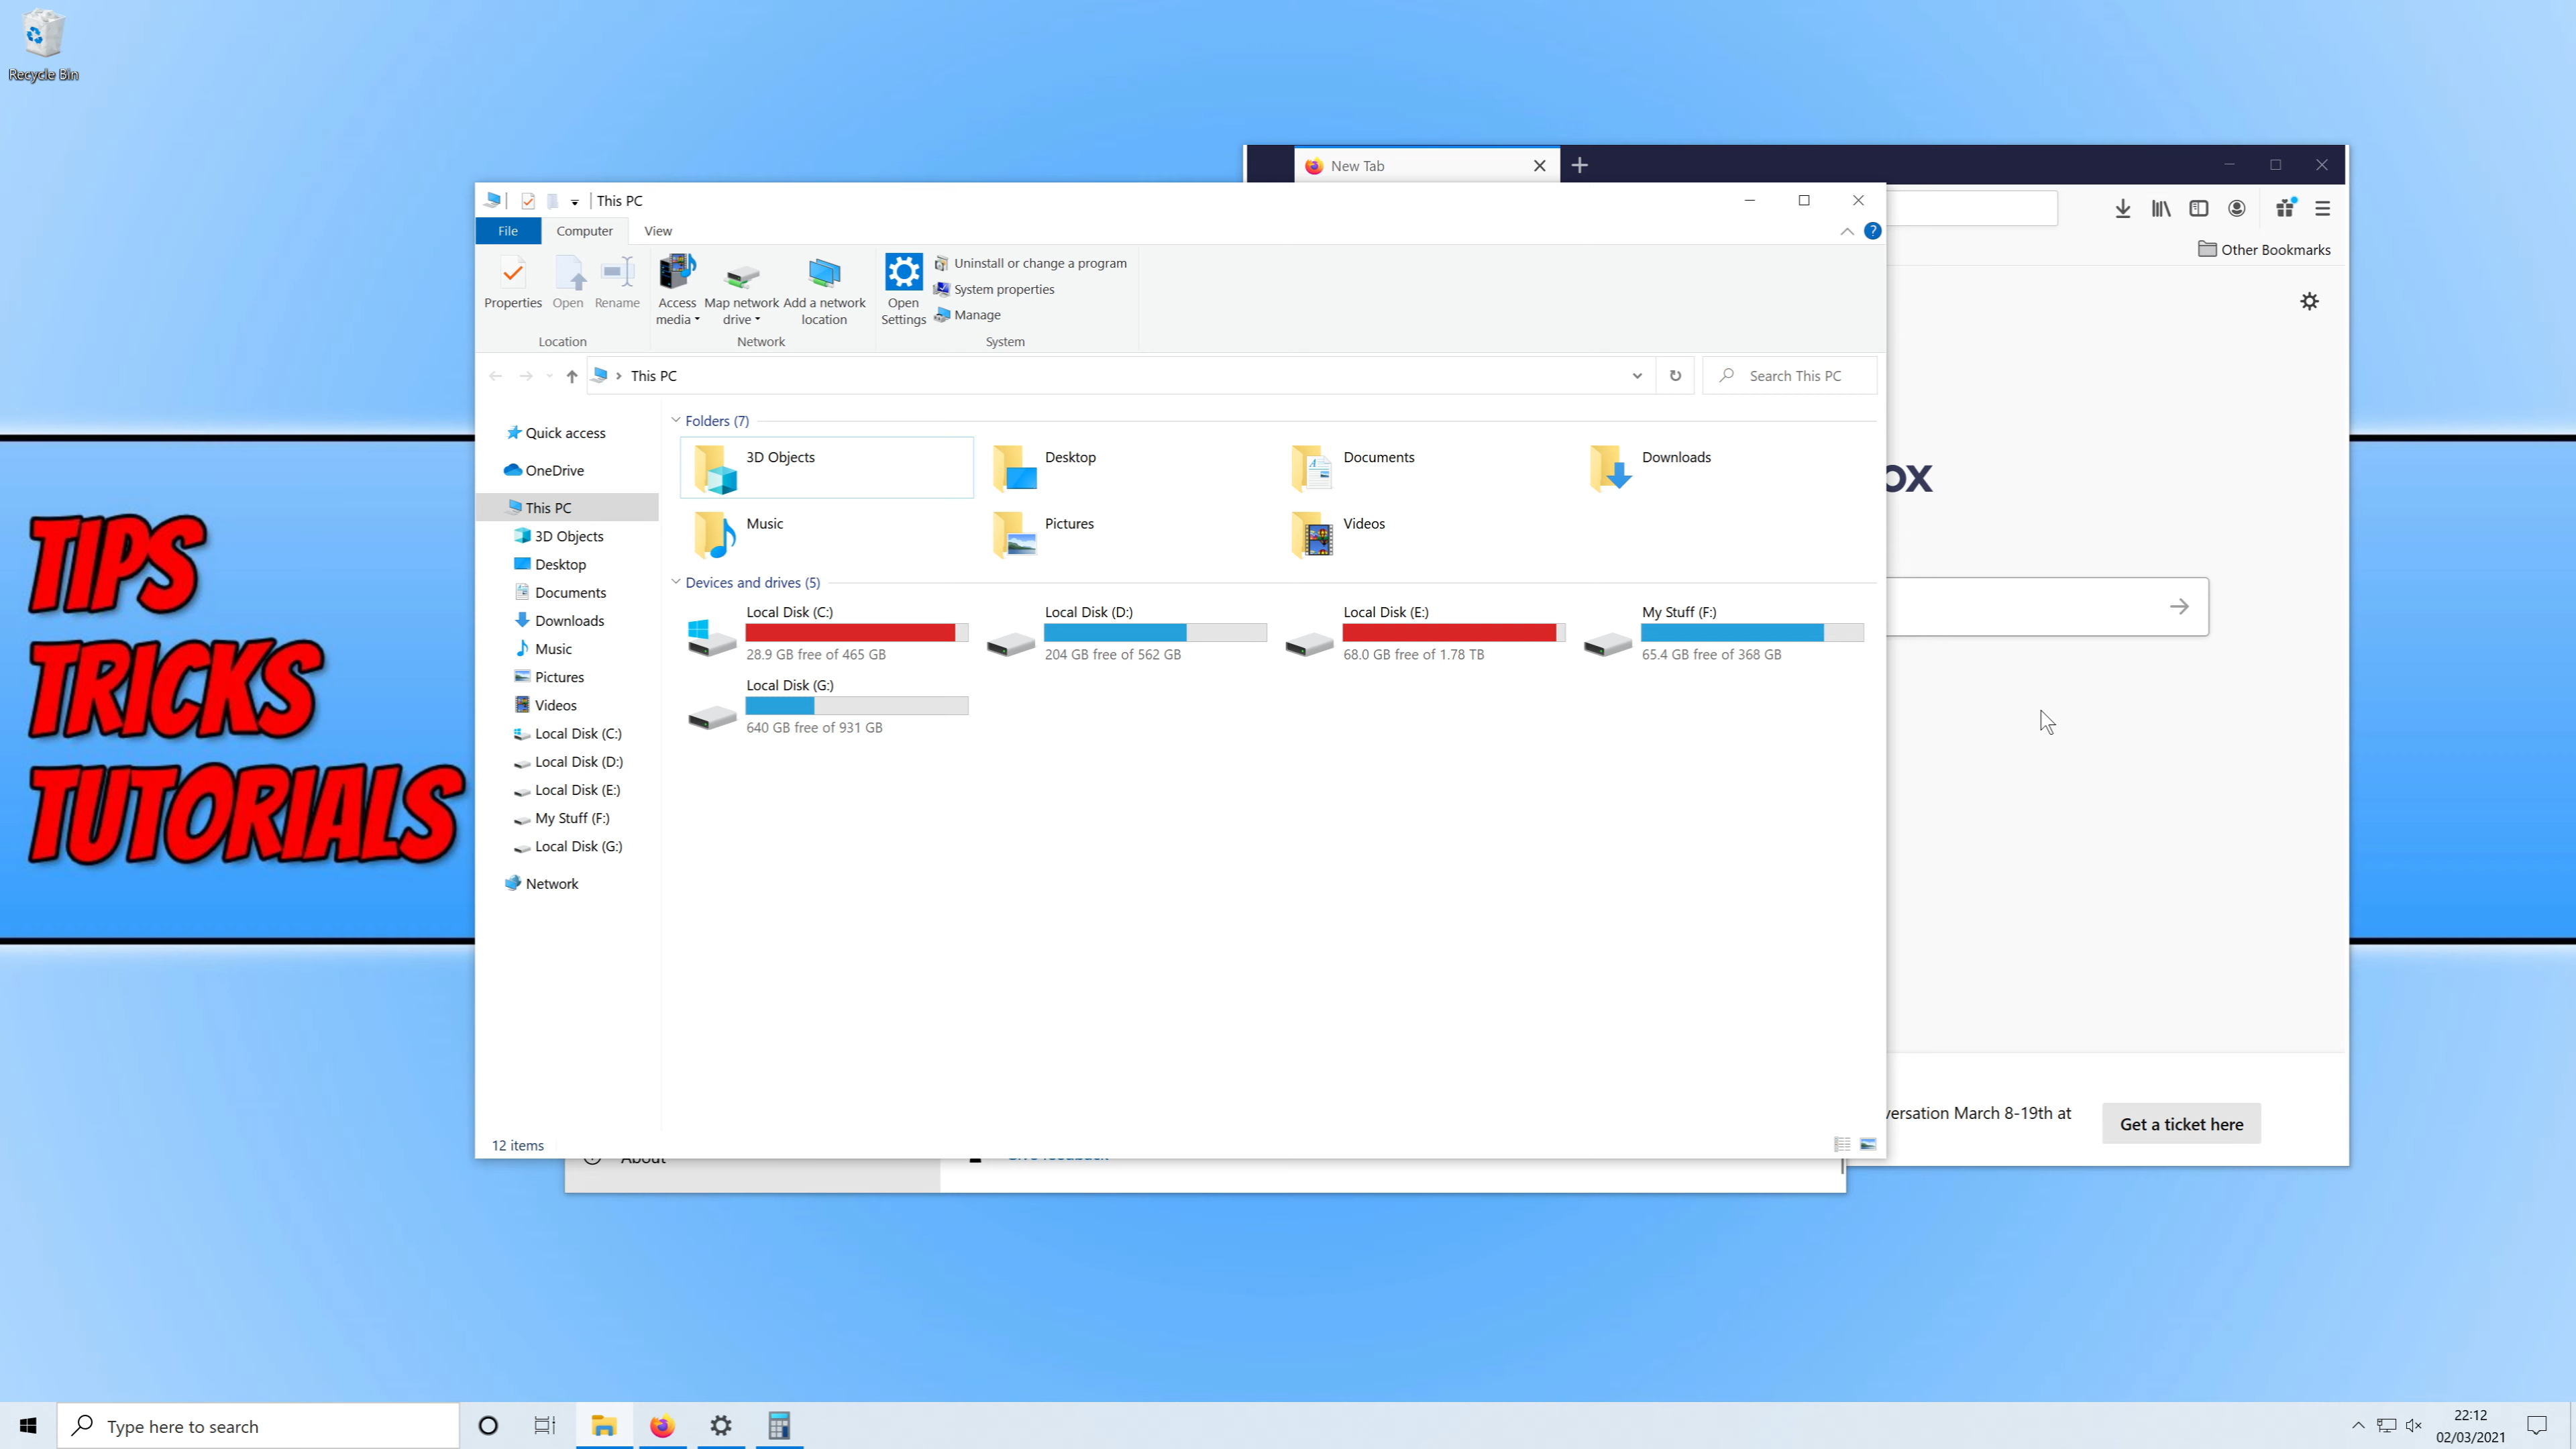 Recycle Bin
New Tab
This PC
File
Computer
View
Other Bookmarks
Properties
Open
Rename
Access media
Map network drive
Add a network location
Open Settings
Uninstall or change a program
System properties
Manage
Location
Network
System
This PC
Search This PC
Quick access
OneDrive
This PC
3D Objects
Desktop
Documents
Downloads
Music
Pictures
Videos
Local Disk (C:)
Local Disk (D:)
Local Disk (E:)
My Stuff (F:)
Local Disk (G:)
Network
Folders (7)
3D Objects
Desktop
Documents
Downloads
Music
Pictures
Videos
Devices and drives (5)
Local Disk (C:)
28.9 GB free of 465 GB
Local Disk (D:)
204 GB free of 562 GB
Local Disk (E:)
68.0 GB free of 1.78 TB
My Stuff (F:)
65.4 GB free of 368 GB
Local Disk (G:)
640 GB free of 931 GB
12 items
ox
versation March 8-19th at
Get a ticket here
About
TIPS
TRICKS
TUTORIALS
Type here to search
22:12
02/03/2021